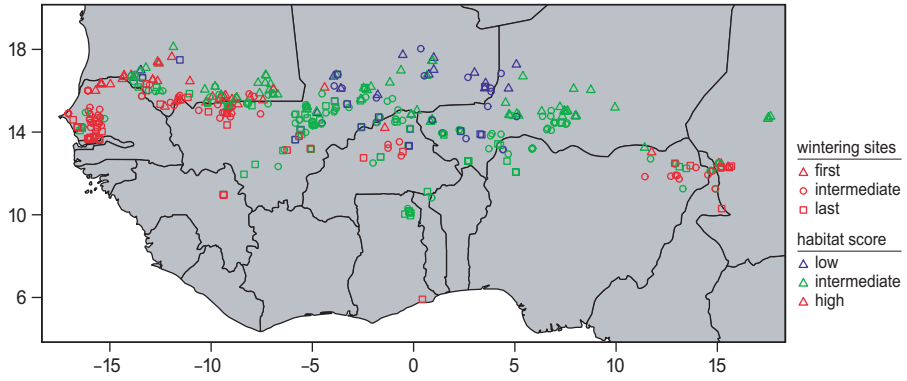 18
14
10
6
−15
−10
−5
0
5
10
15
wintering sites
first
intermediate
last
habitat score
low
intermediate
high